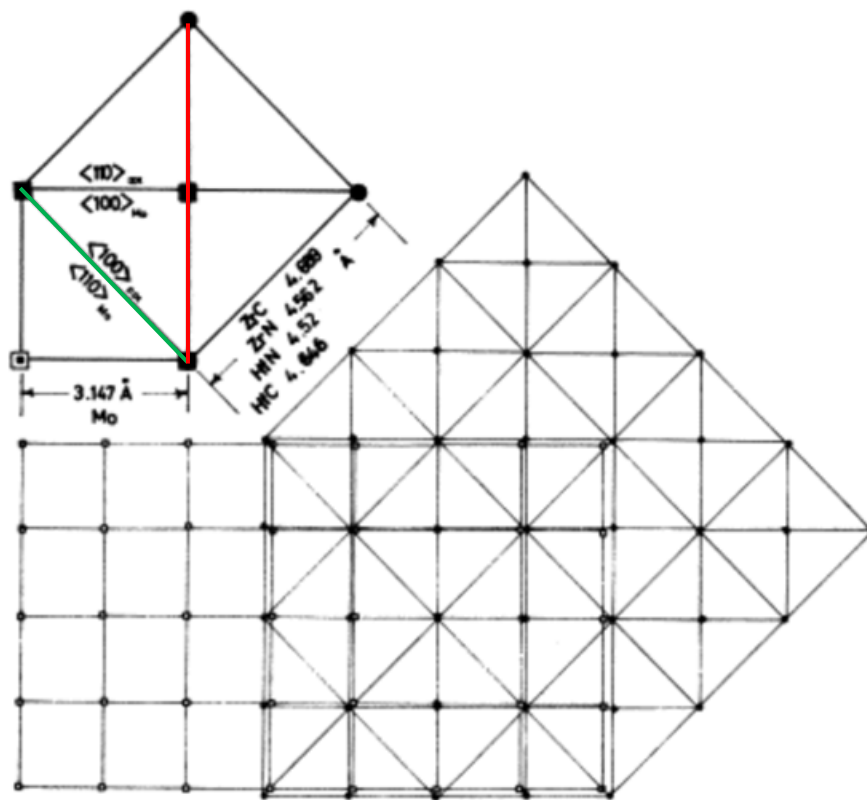 ⟨110⟩
⟨100⟩Mo
⟨100⟩
⟨110⟩Mo
ZrC 4.689
ZrN 4.562 Å
HfN 4.52
HfC 4.646
3.147 Å
Mo